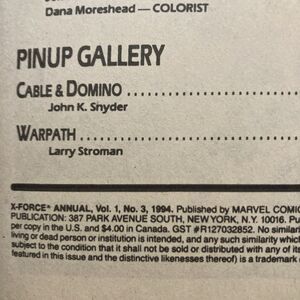 Dana Moreshead — COLORIST
PINUP GALLERY
CABLE & DOMINO
John K. Snyder
WARPATH
Larry Stroman
X-FORCE® ANNUAL, Vol. 1, No. 3, 1994. Published by MARVEL COMIC
PUBLICATION: 387 PARK AVENUE SOUTH, NEW YORK, N.Y. 10016. Pu
per copy in the U.S. and $4.00 in Canada. GST #R127032852. No similari
living or dead person or institution is intended, and any such similarity which
subject to the condition that it shall not be sold or distributed with any of its
featured in this issue and the distinctive likenesses thereof) is a trademark